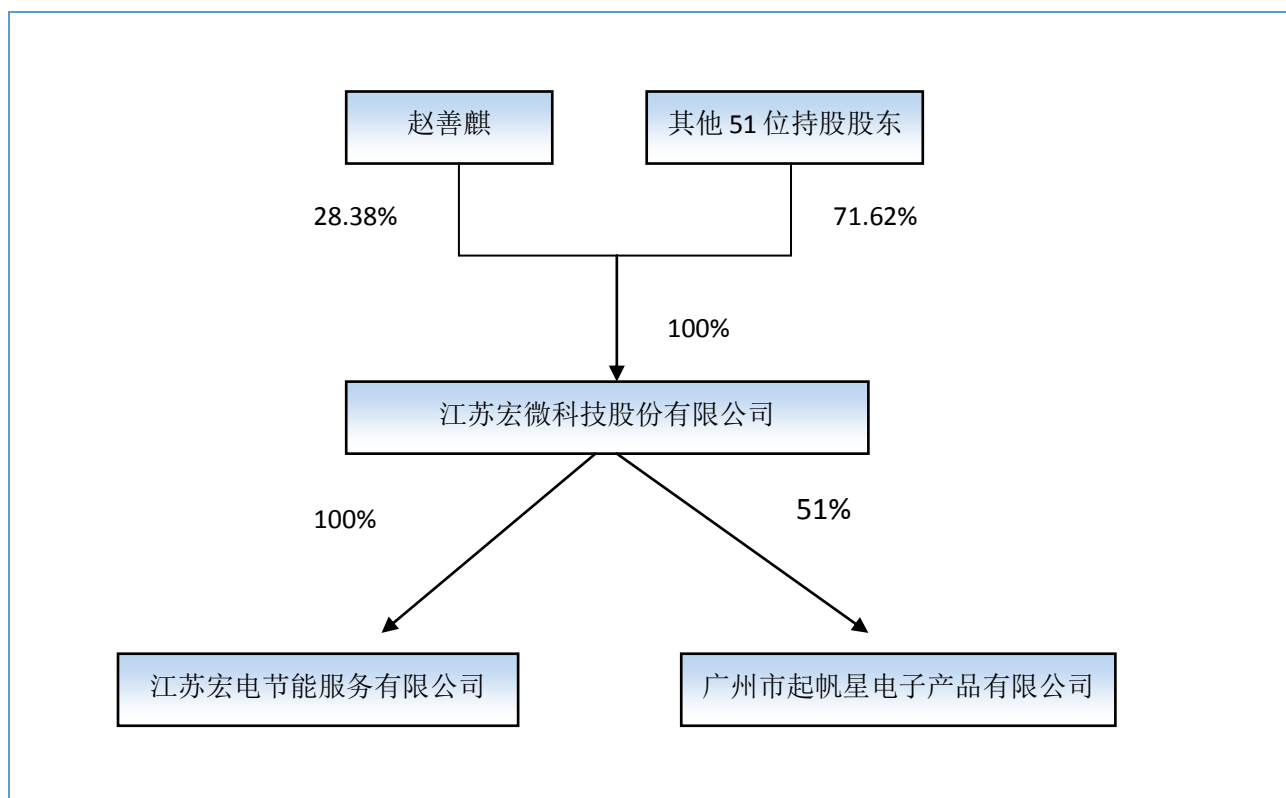 赵善麒
其他 51 位持股股东
28.38%
71.62%
100%
江苏宏微科技股份有限公司
100%
51%
江苏宏电节能服务有限公司
广州市起帆星电子产品有限公司